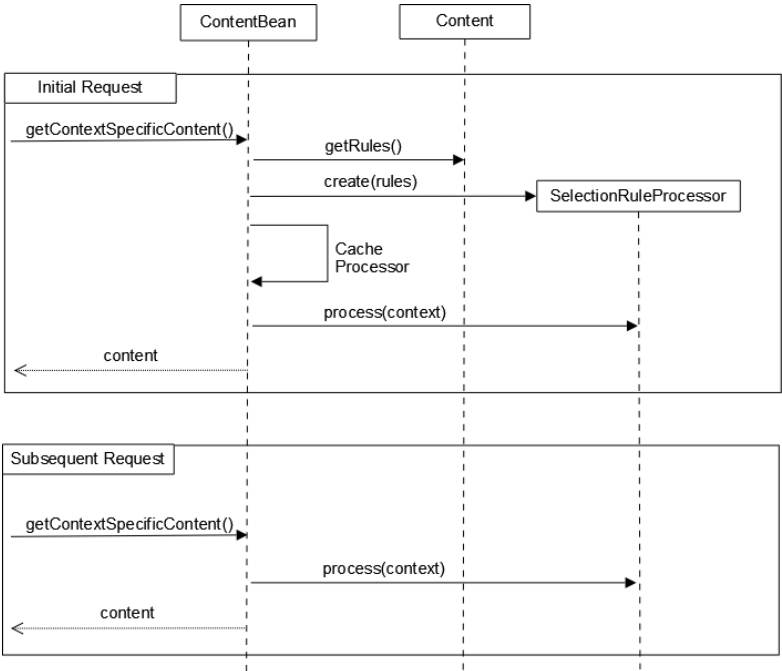 ContentBean
Content
Initial Request
getContextSpecificContent()
getRules()
create(rules)
SelectionRuleProcessor
Cache
Processor
process(context)
content
Subsequent Request
getContextSpecificContent()
process(context)
content